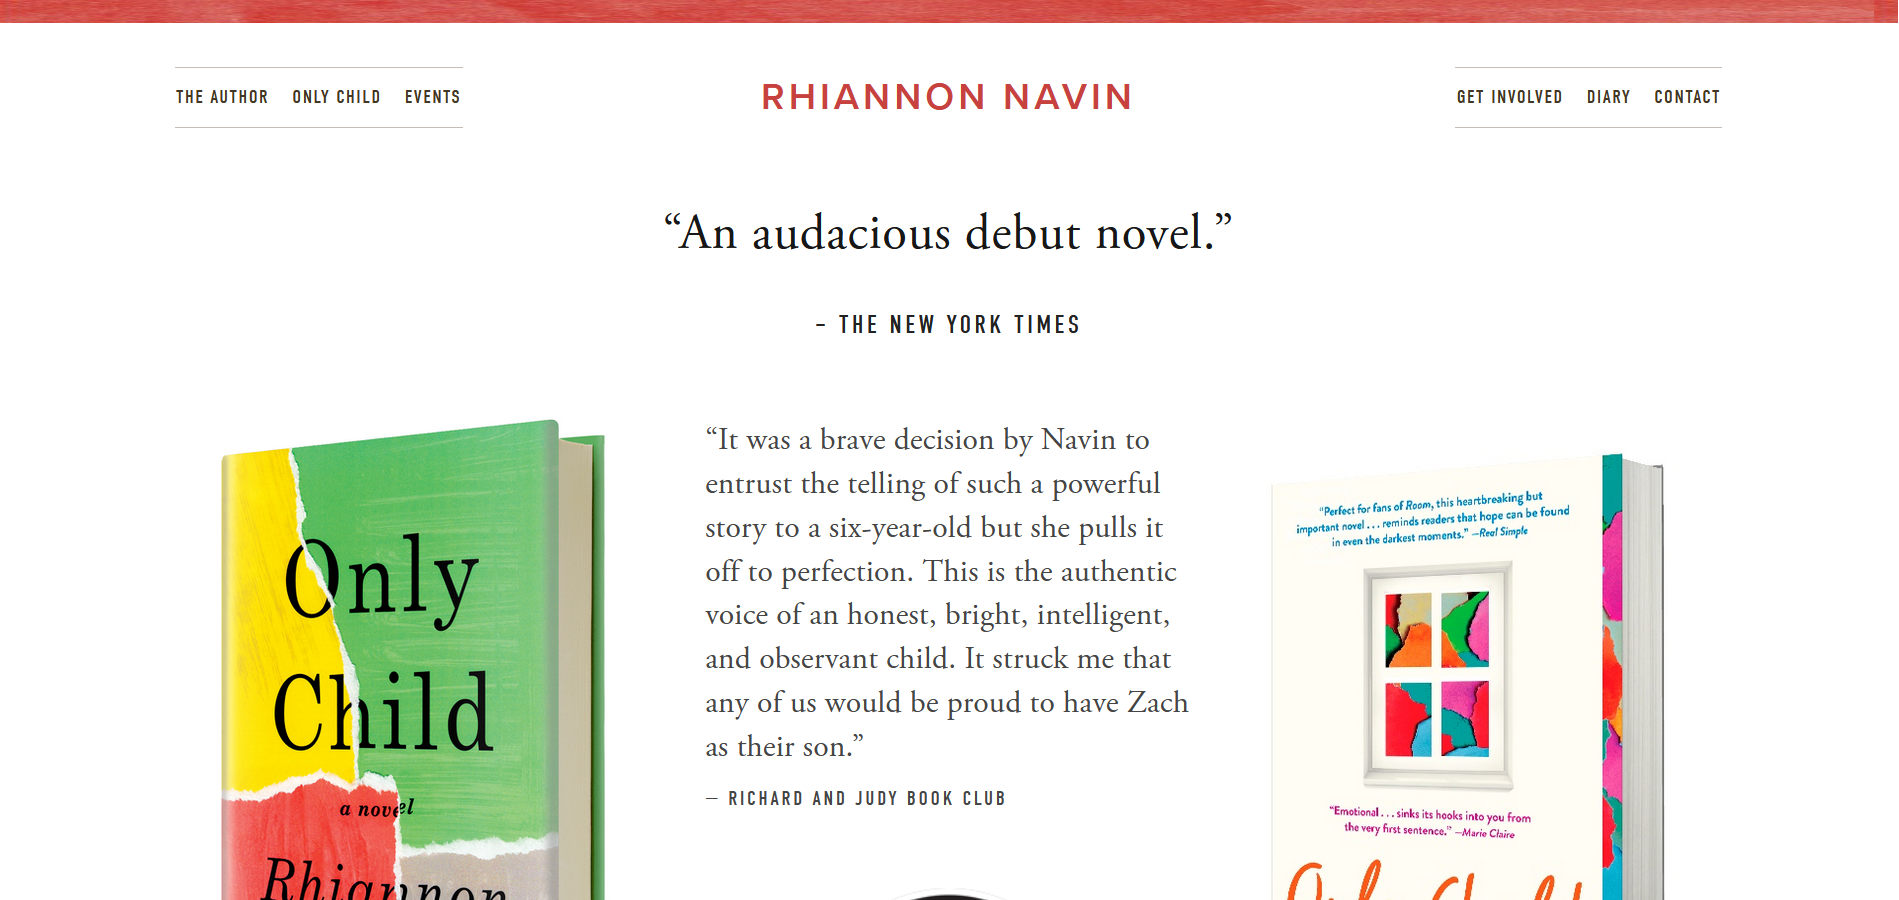 THE AUTHOR ONLY CHILD EVENTS
RHIANNON NAVIN
GET INVOLVED DIARY CONTACT
“An audacious debut novel.”
– THE NEW YORK TIMES
Only
Child
a novel
Rhiannon
“It was a brave decision by Navin to
entrust the telling of such a powerful
story to a six-year-old but she pulls it
off to perfection. This is the authentic
voice of an honest, bright, intelligent,
and observant child. It struck me that
any of us would be proud to have Zach
as their son.”
— RICHARD AND JUDY BOOK CLUB
“Perfect for fans of Room, this heartbreaking but
important novel . . . reminds readers that hope can be found
in even the darkest moments.” —Real Simple
“Emotional . . . sinks its hooks into you from
the very first sentence.” —Marie Claire
Only Child